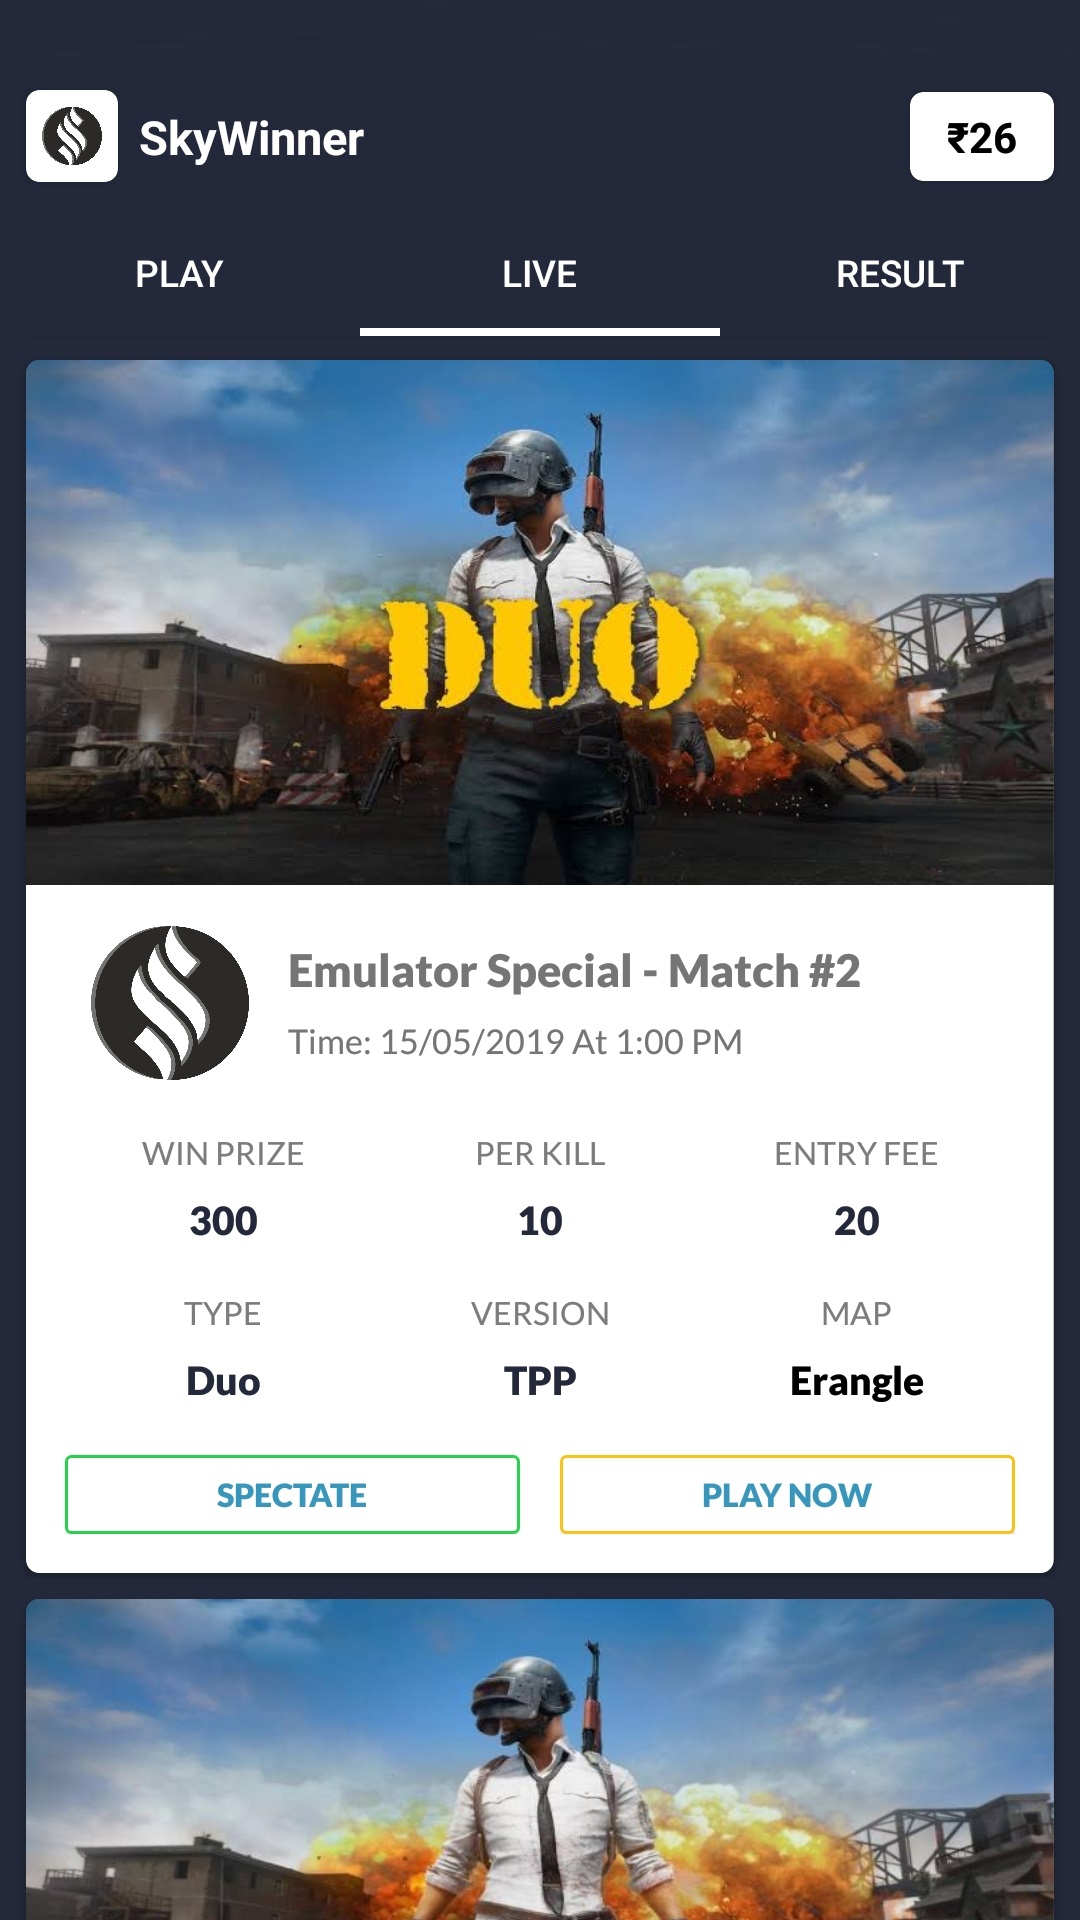 SkyWinner
₹26
PLAY LIVE RESULT
DUO
Emulator Special - Match #2
Time: 15/05/2019 At 1:00 PM
WIN PRIZE PER KILL ENTRY FEE
300 10 20
TYPE VERSION MAP
Duo TPP Erangle
SPECTATE PLAY NOW